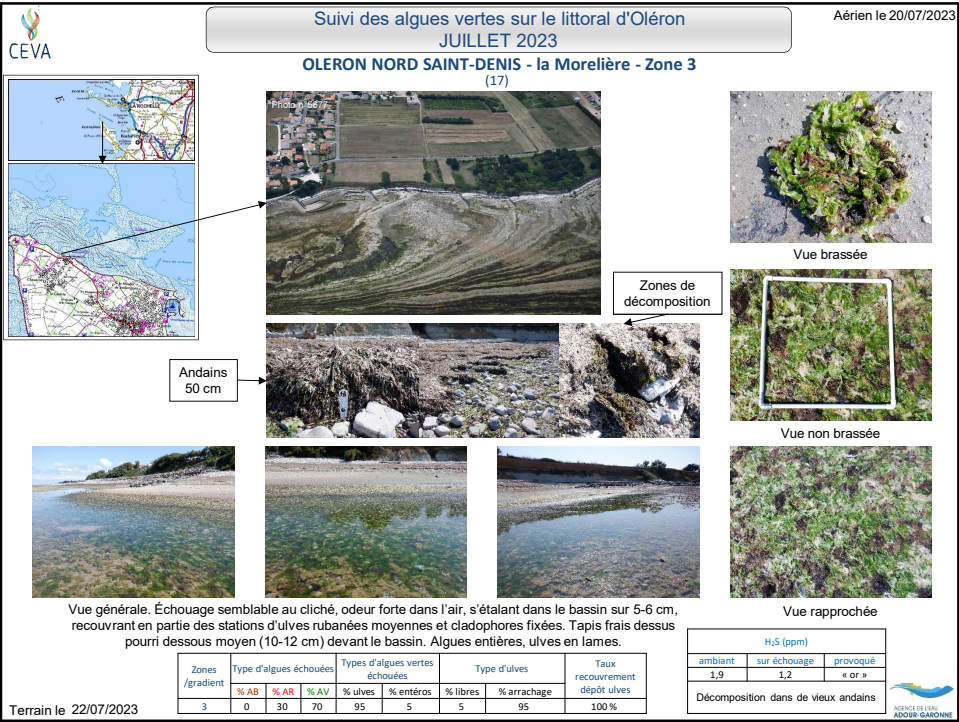 CEVA
Suivi des algues vertes sur le littoral d'Oléron
JUILLET 2023
Aérien le 20/07/2023
OLERON NORD SAINT-DENIS - la Morelière - Zone 3
(17)
Photo n°5677
Vue brassée
Zones de
décomposition
Andains
50 cm
Vue non brassée
Vue générale. Échouage semblable au cliché, odeur forte dans l'air, s'étalant dans le bassin sur 5-6 cm,
recouvrant en partie des stations d'ulves rubanées moyennes et cladophores fixées. Tapis frais dessus
pourri dessous moyen (10-12 cm) devant le bassin. Algues entières, ulves en lames.
Vue rapprochée
Zones
/gradient
Type d'algues échouées
Types d'algues vertes
échouées
Type d'ulves
Taux
recouvrement
dépôt ulves
% AB % AR % AV % ulves % entéros % libres % arrachage
3 0 30 70 95 5 5 95 100 %
H₂S (ppm)
ambiant sur échouage provoqué
1,9 1,2 « or »
Décomposition dans de vieux andains
Terrain le 22/07/2023
AGENCE DE L'EAU
ADOUR-GARONNE